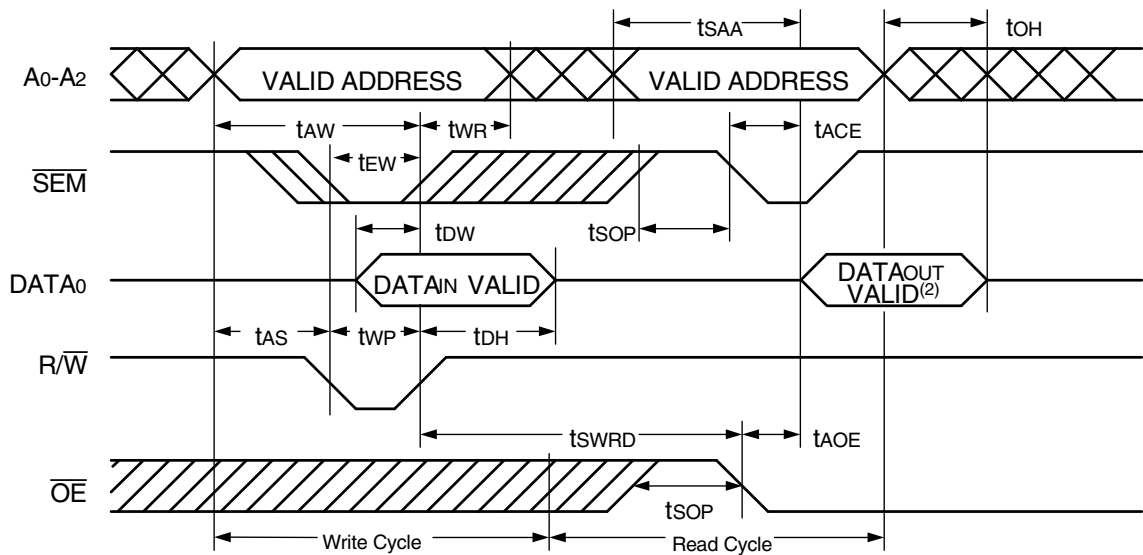 tSAA
tOH
A0-A2
VALID ADDRESS
VALID ADDRESS
tAW
tWR
tACE
tEW
SEM
tDW
tSOP
DATA0
DATAIN VALID
DATAOUT
VALID(2)
tAS
tWP
tDH
R/W
tSWRD
tAOE
OE
tSOP
Write Cycle
Read Cycle